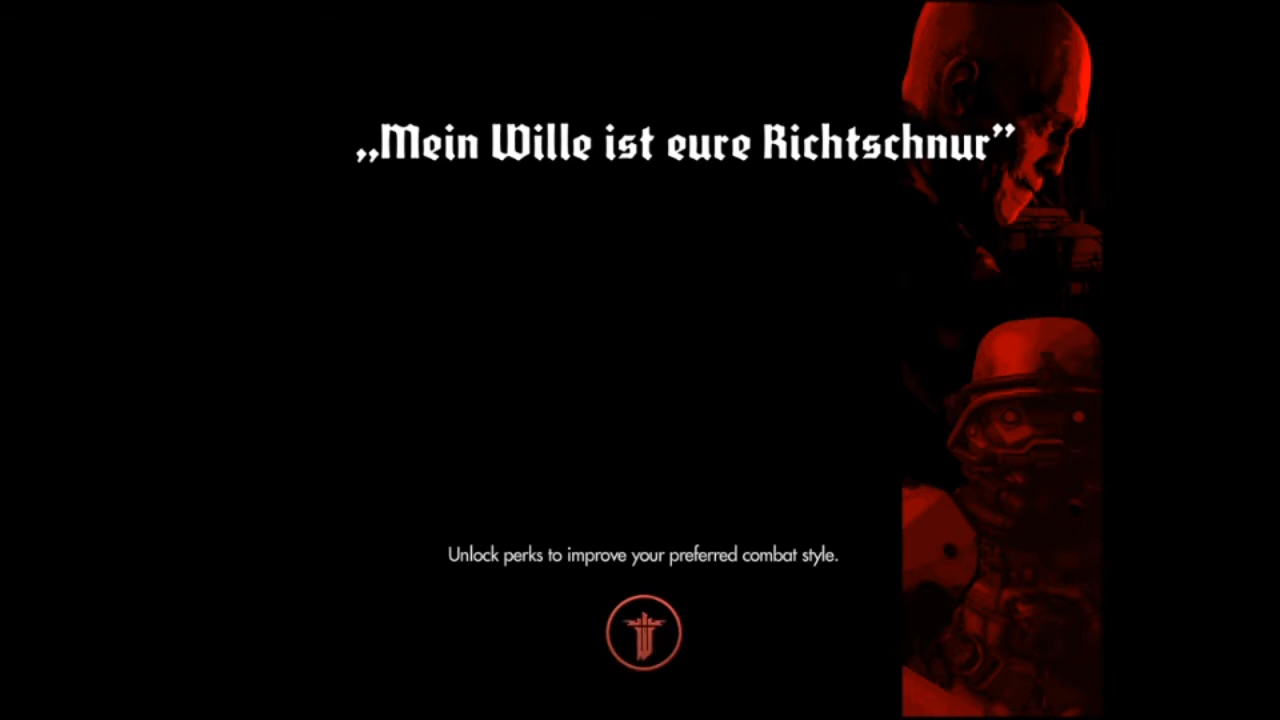 „Mein Wille ist eure Richtschnur”
Unlock perks to improve your preferred combat style.